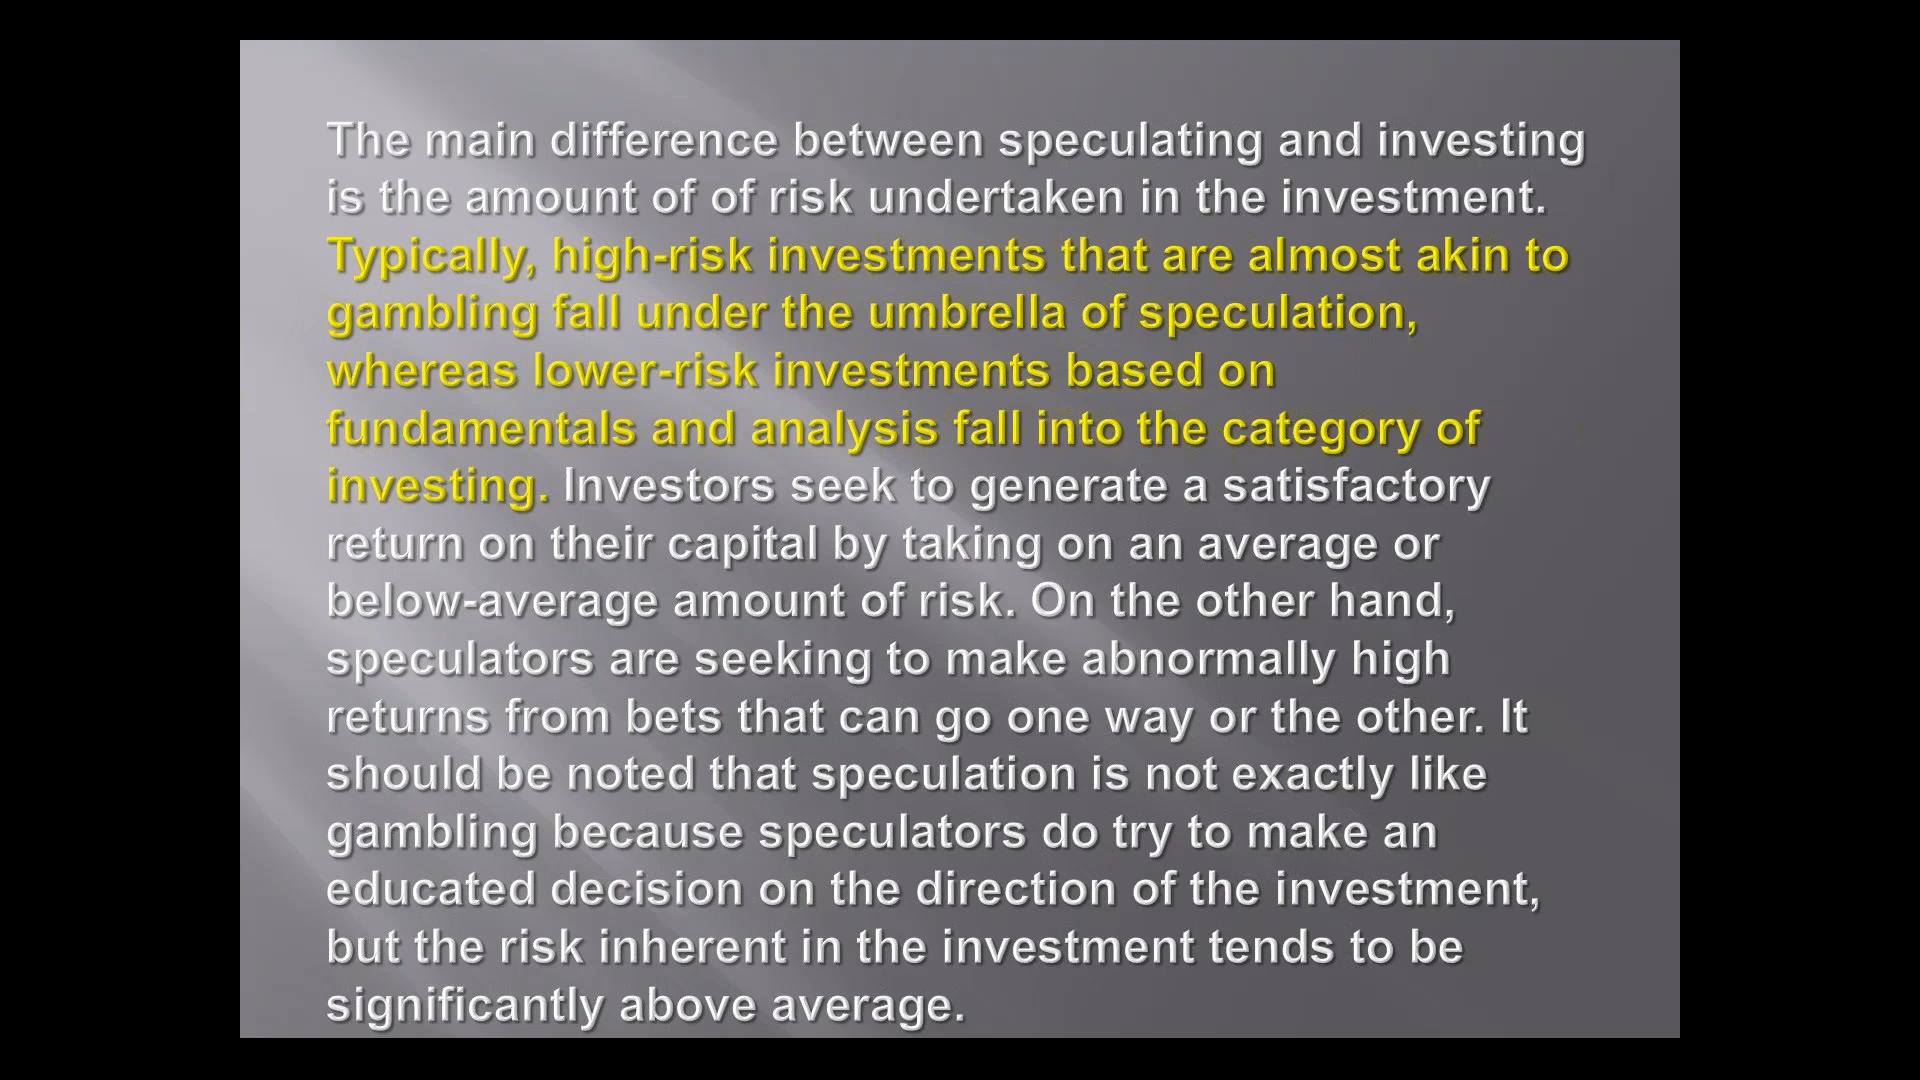 The main difference between speculating and investing
is the amount of of risk undertaken in the investment.
Typically, high-risk investments that are almost akin to
gambling fall under the umbrella of speculation,
whereas lower-risk investments based on
fundamentals and analysis fall into the category of
investing. Investors seek to generate a satisfactory
return on their capital by taking on an average or
below-average amount of risk. On the other hand,
speculators are seeking to make abnormally high
returns from bets that can go one way or the other. It
should be noted that speculation is not exactly like
gambling because speculators do try to make an
educated decision on the direction of the investment,
but the risk inherent in the investment tends to be
significantly above average.